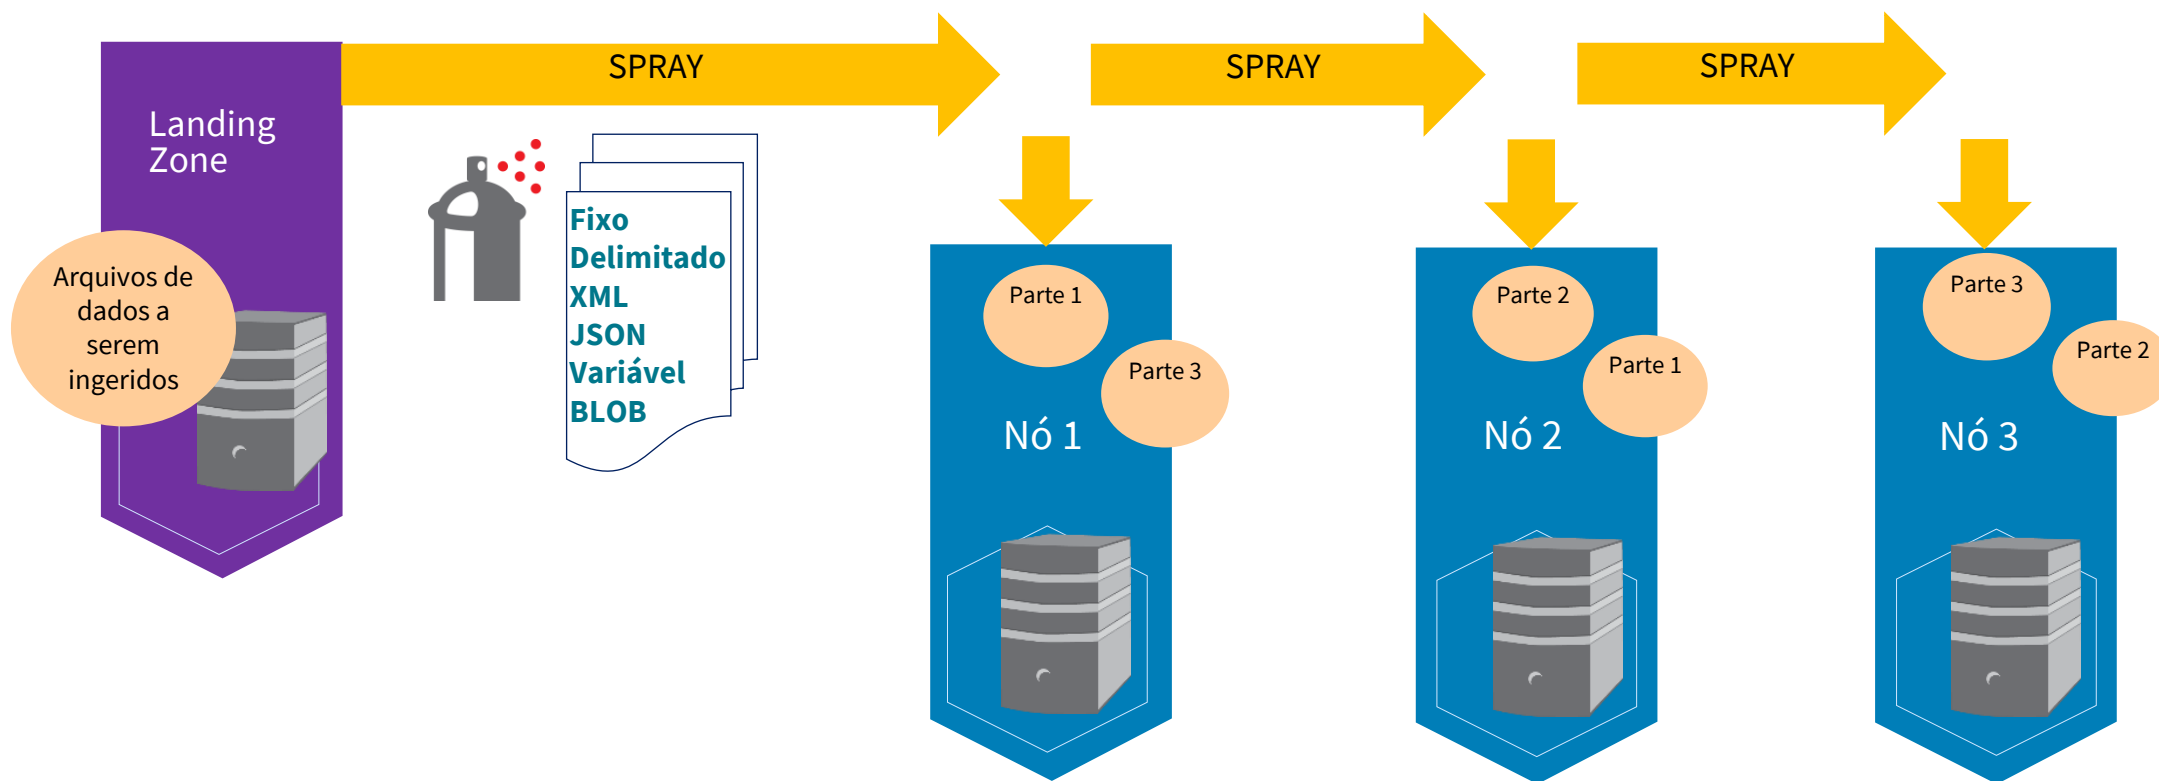 SPRAY
SPRAY
SPRAY
Landing
Zone
Arquivos de
dados a
serem
ingeridos
Fixo
Delimitado
XML
JSON
Variável
BLOB
Parte 1
Parte 3
Nó 1
Parte 2
Parte 1
Nó 2
Parte 3
Parte 2
Nó 3